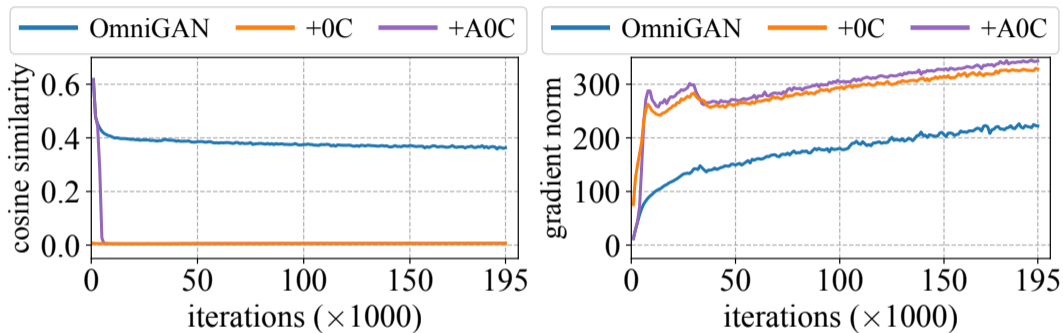 OmniGAN +0C +A0C
cosine similarity
0.6
0.4
0.2
0.0
0 50 100 150 195
iterations (×1000)
OmniGAN +0C +A0C
gradient norm
300
200
100
0
0 50 100 150 195
iterations (×1000)